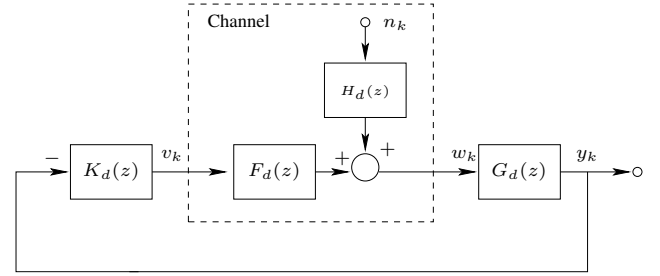 Channel
n_k
H_d(z)
− K_d(z) v_k F_d(z) + + w_k G_d(z) y_k